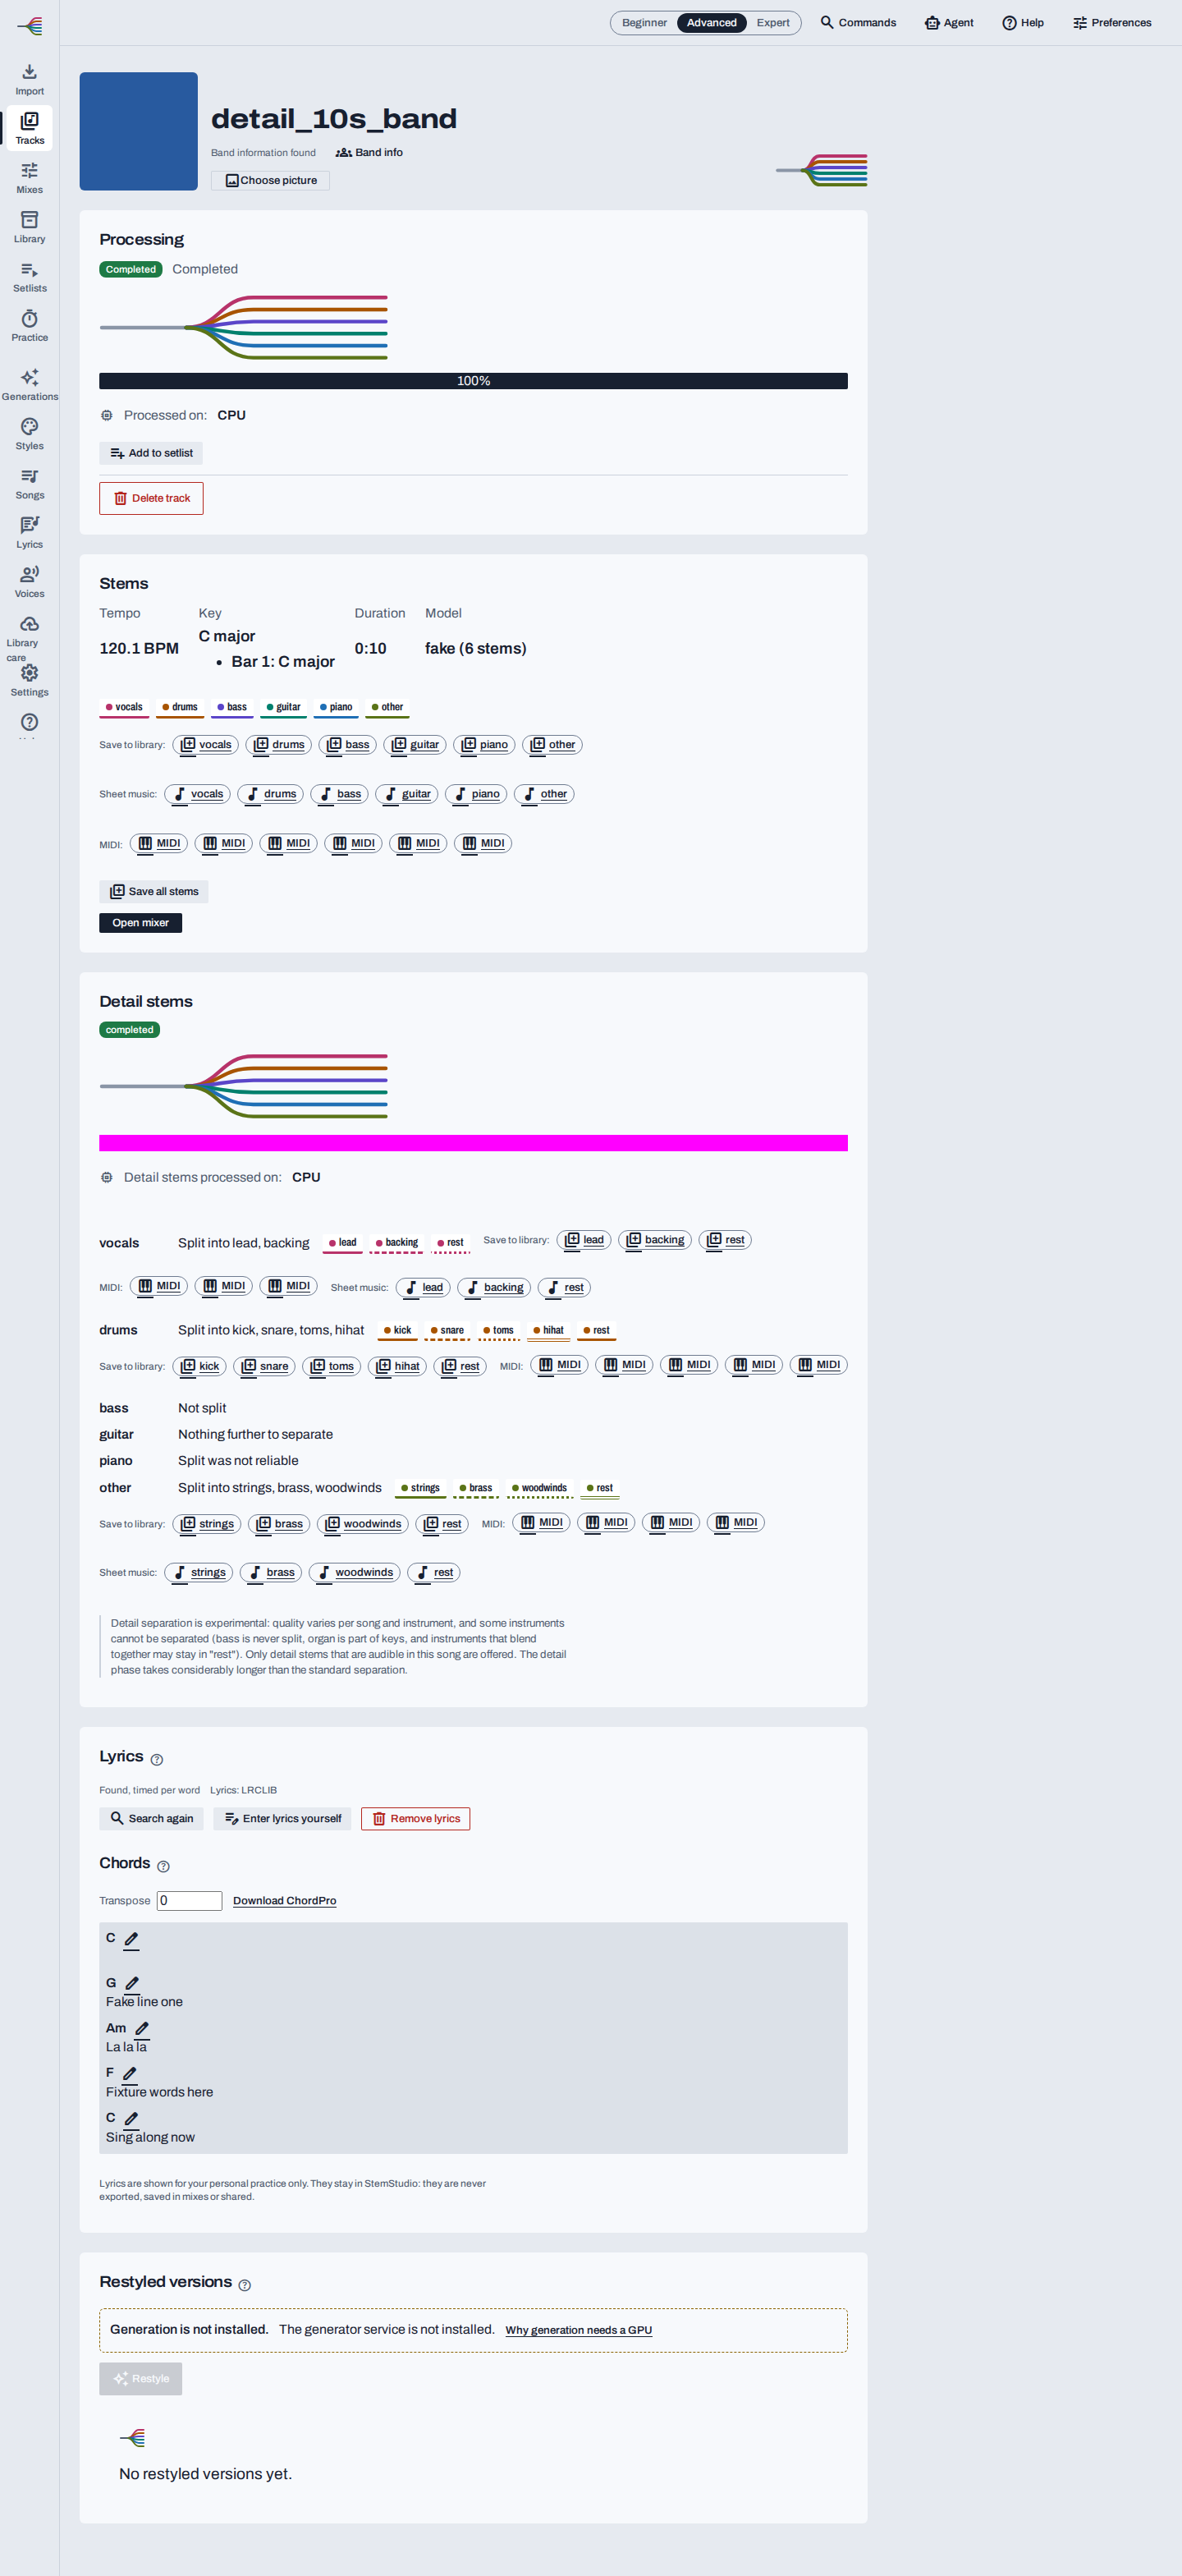 Beginner Advanced Expert Commands Agent Help Preferences
Import
Tracks
Mixes
Library
Setlists
Practice
Generations
Styles
Songs
Lyrics
Voices
Library care
Settings
detail_10s_band
Band information found Band info
Choose picture
Processing
Completed Completed
100%
Processed on: CPU
Add to setlist
Delete track
Stems
Tempo Key Duration Model
120.1 BPM C major 0:10 fake (6 stems)
• Bar 1: C major
vocals drums bass guitar piano other
Save to library: vocals drums bass guitar piano other
Sheet music: vocals drums bass guitar piano other
MIDI: MIDI MIDI MIDI MIDI MIDI MIDI
Save all stems
Open mixer
Detail stems
completed
Detail stems processed on: CPU
vocals Split into lead, backing lead backing rest Save to library: lead backing rest
MIDI: MIDI MIDI MIDI Sheet music: lead backing rest
drums Split into kick, snare, toms, hihat kick snare toms hihat rest
Save to library: kick snare toms hihat rest MIDI: MIDI MIDI MIDI MIDI MIDI
bass Not split
guitar Nothing further to separate
piano Split was not reliable
other Split into strings, brass, woodwinds strings brass woodwinds rest
Save to library: strings brass woodwinds rest MIDI: MIDI MIDI MIDI MIDI
Sheet music: strings brass woodwinds rest
Detail separation is experimental: quality varies per song and instrument, and some instruments
cannot be separated (bass is never split, organ is part of keys, and instruments that blend
together may stay in "rest"). Only detail stems that are audible in this song are offered. The detail
phase takes considerably longer than the standard separation.
Lyrics
Found, timed per word Lyrics: LRCLIB
Search again Enter lyrics yourself Remove lyrics
Chords
Transpose 0 Download ChordPro
C
G
Fake line one
Am
La la la
F
Fixture words here
C
Sing along now
Lyrics are shown for your personal practice only. They stay in StemStudio: they are never
exported, saved in mixes or shared.
Restyled versions
Generation is not installed. The generator service is not installed. Why generation needs a GPU
Restyle
No restyled versions yet.